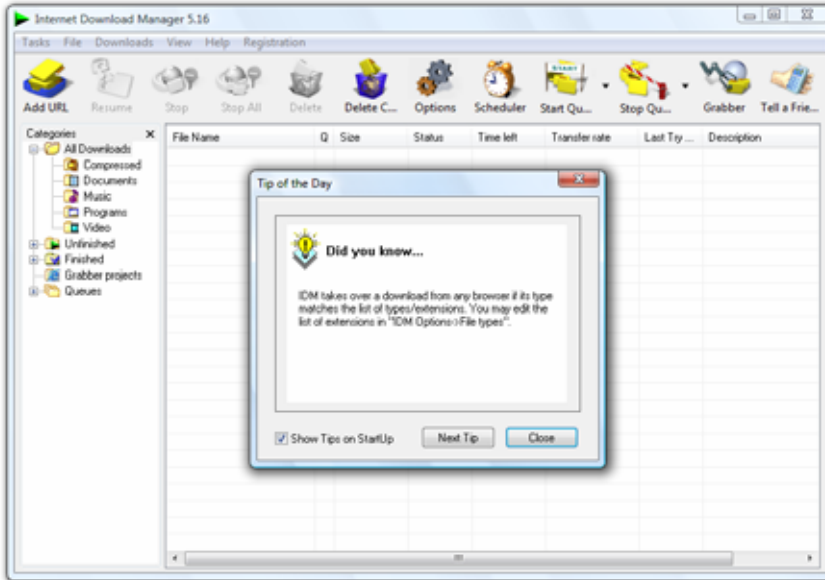 Internet Download Manager 5.16
Tasks File Downloads View Help Registration
Add URL Resume Stop Stop All Delete Delete C... Options Scheduler Start Qu... Stop Qu... Grabber Tell a Frie...
Categories
All Downloads
Compressed
Documents
Music
Programs
Video
Unfinished
Finished
Grabber projects
Queues
File Name Q Size Status Time left Transfer rate Last Try ... Description
Tip of the Day
Did you know...
IDM takes over a download from any browser if its type
matches the list of types/extensions. You may edit the
list of extensions in "IDM Options->File types".
Show Tips on StartUp Next Tip Close